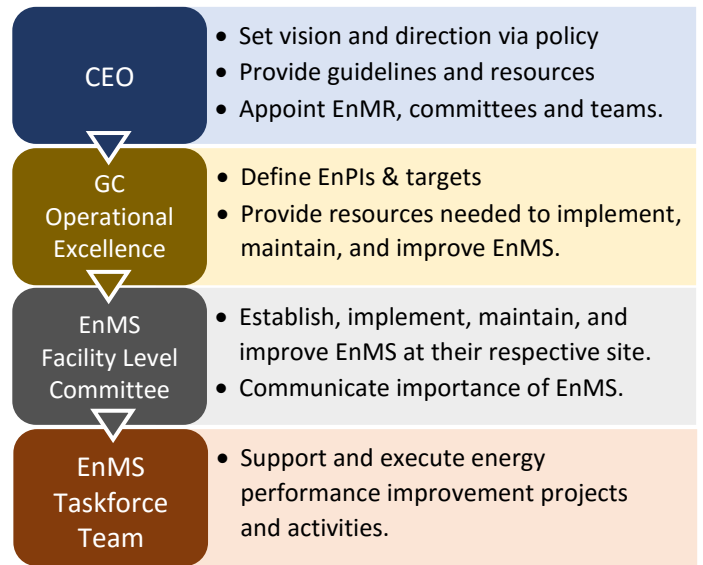 CEO
• Set vision and direction via policy
• Provide guidelines and resources
• Appoint EnMR, committees and teams.
GC
Operational
Excellence
• Define EnPIs & targets
• Provide resources needed to implement,
maintain, and improve EnMS.
EnMS
Facility Level
Committee
• Establish, implement, maintain, and
improve EnMS at their respective site.
• Communicate importance of EnMS.
EnMS
Taskforce
Team
• Support and execute energy
performance improvement projects
and activities.